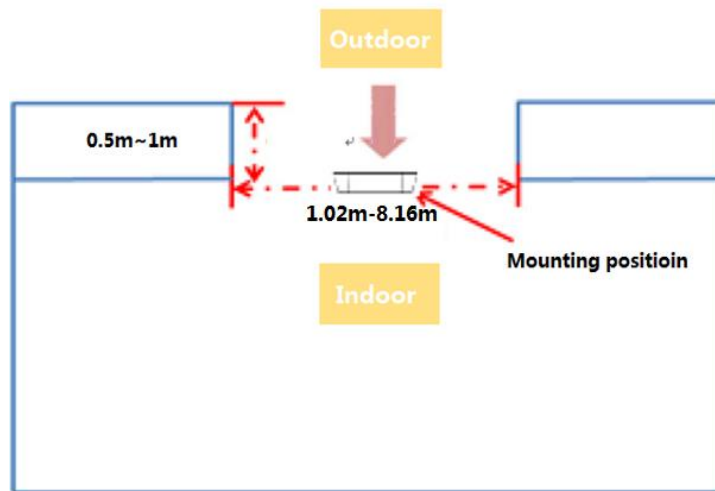 Outdoor
0.5m~1m
↵
1.02m-8.16m
Mounting positioin
Indoor